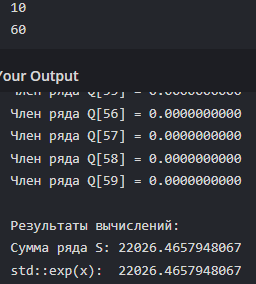 10
60
Your Output
Член ряда Q[55] = 0.0000000000
Член ряда Q[56] = 0.0000000000
Член ряда Q[57] = 0.0000000000
Член ряда Q[58] = 0.0000000000
Член ряда Q[59] = 0.0000000000
Результаты вычислений:
Сумма ряда S: 22026.4657948067
std::exp(x): 22026.4657948067